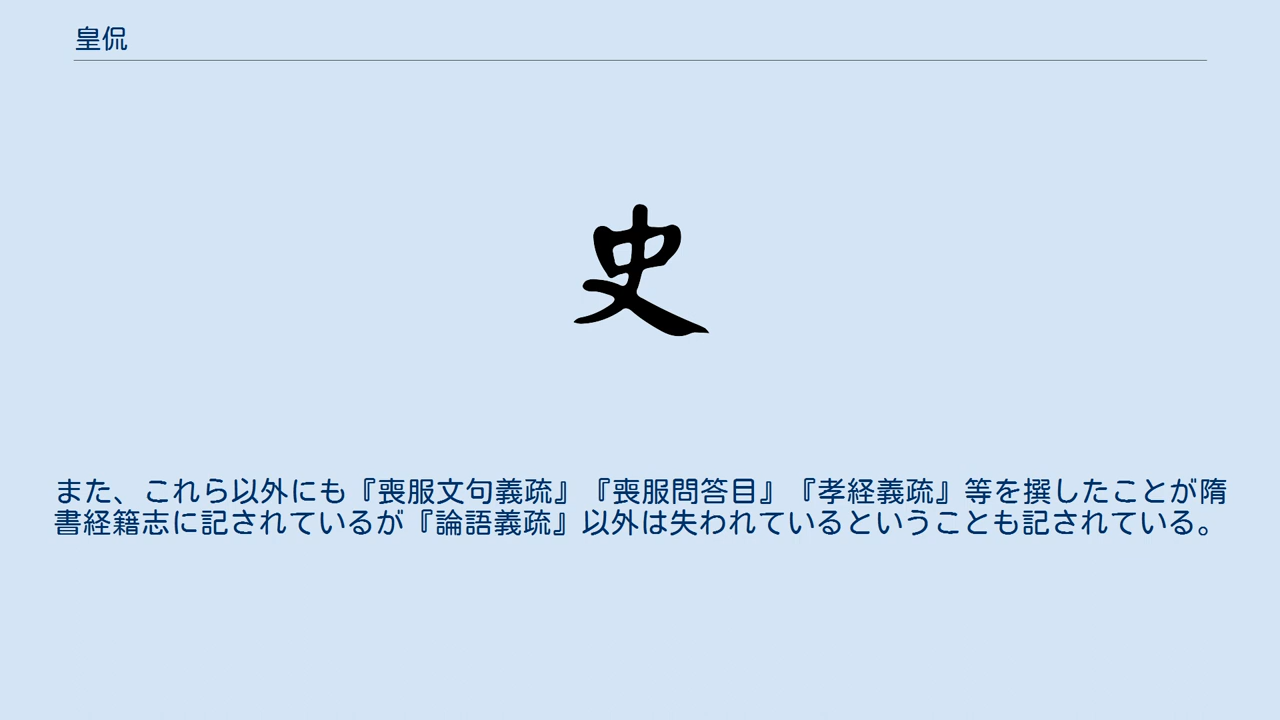 皇侃
史
また、これら以外にも『喪服文句義疏』『喪服問答目』『孝経義疏』等を撰したことが隋
書経籍志に記されているが『論語義疏』以外は失われているということも記されている。